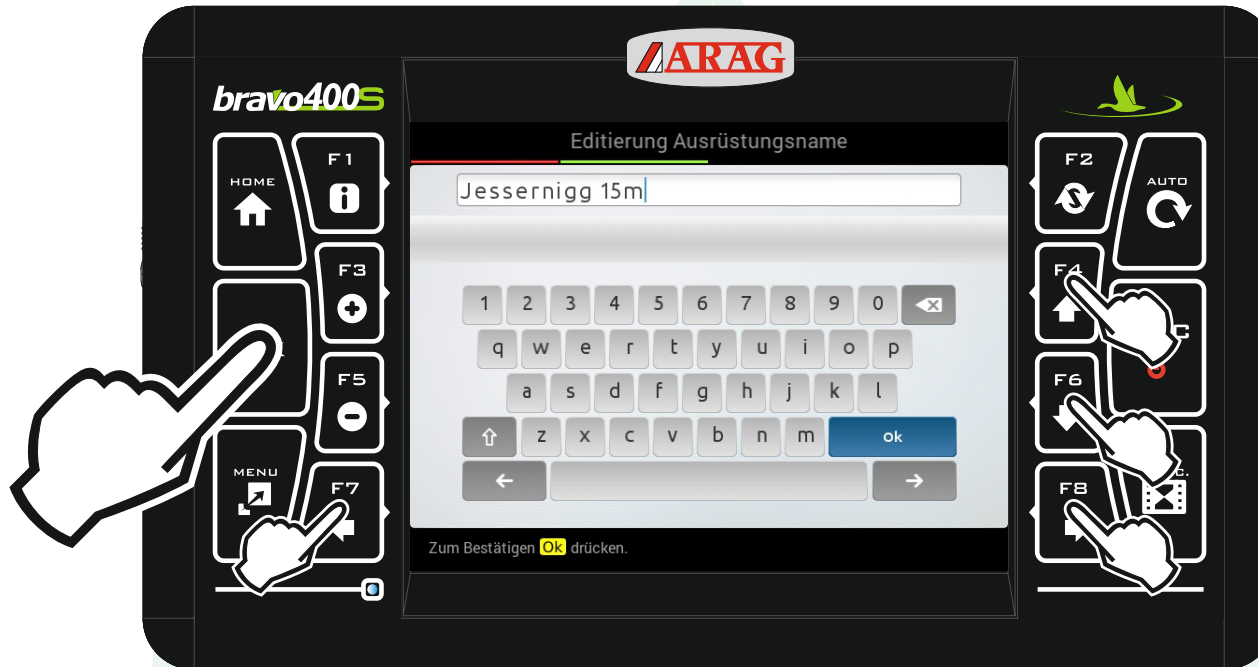 ARAG
bravo400S
Editierung Ausrüstungsname
F1
F2
HOME
AUTO
Jessernigg 15m
F3
F4
1 2 3 4 5 6 7 8 9 0
q w e r t y u i o p
F5
F6
a s d f g h j k l
z x c v b n m ok
MENU
F7
F8
Zum Bestätigen Ok drücken.